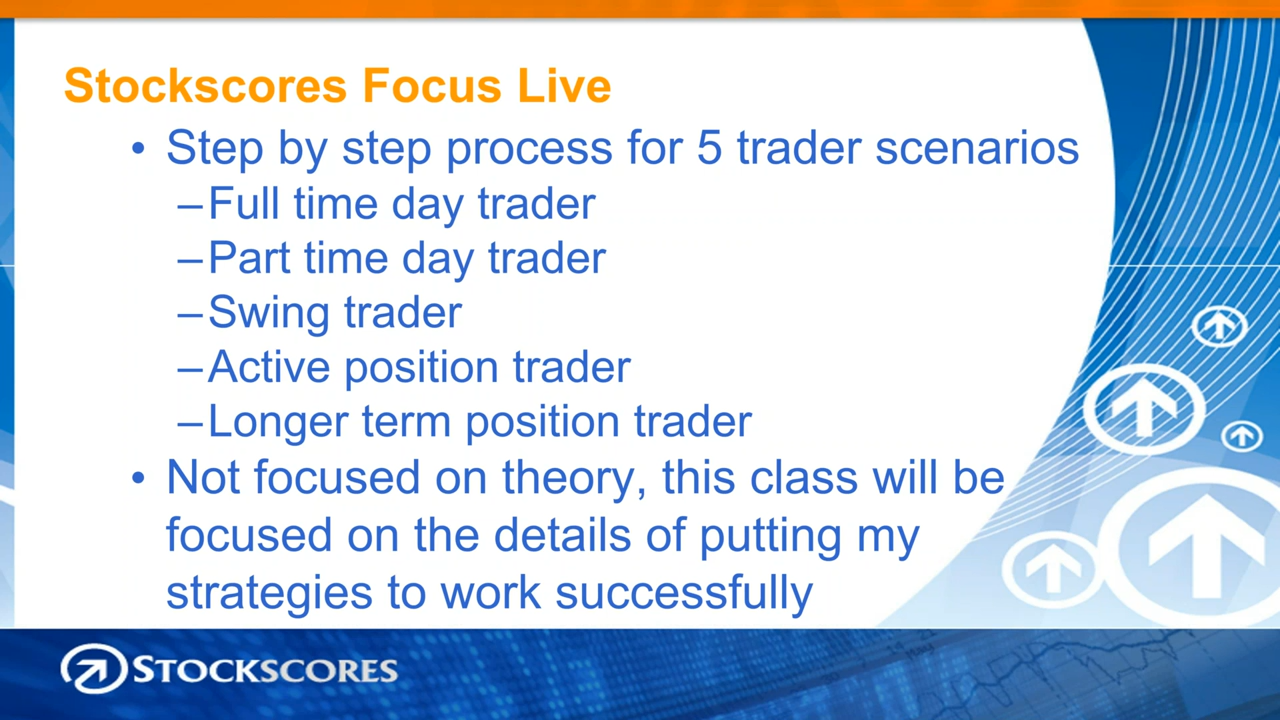 Stockscores Focus Live
• Step by step process for 5 trader scenarios
–Full time day trader
–Part time day trader
–Swing trader
–Active position trader
–Longer term position trader
• Not focused on theory, this class will be
focused on the details of putting my
strategies to work successfully
STOCKSCORES